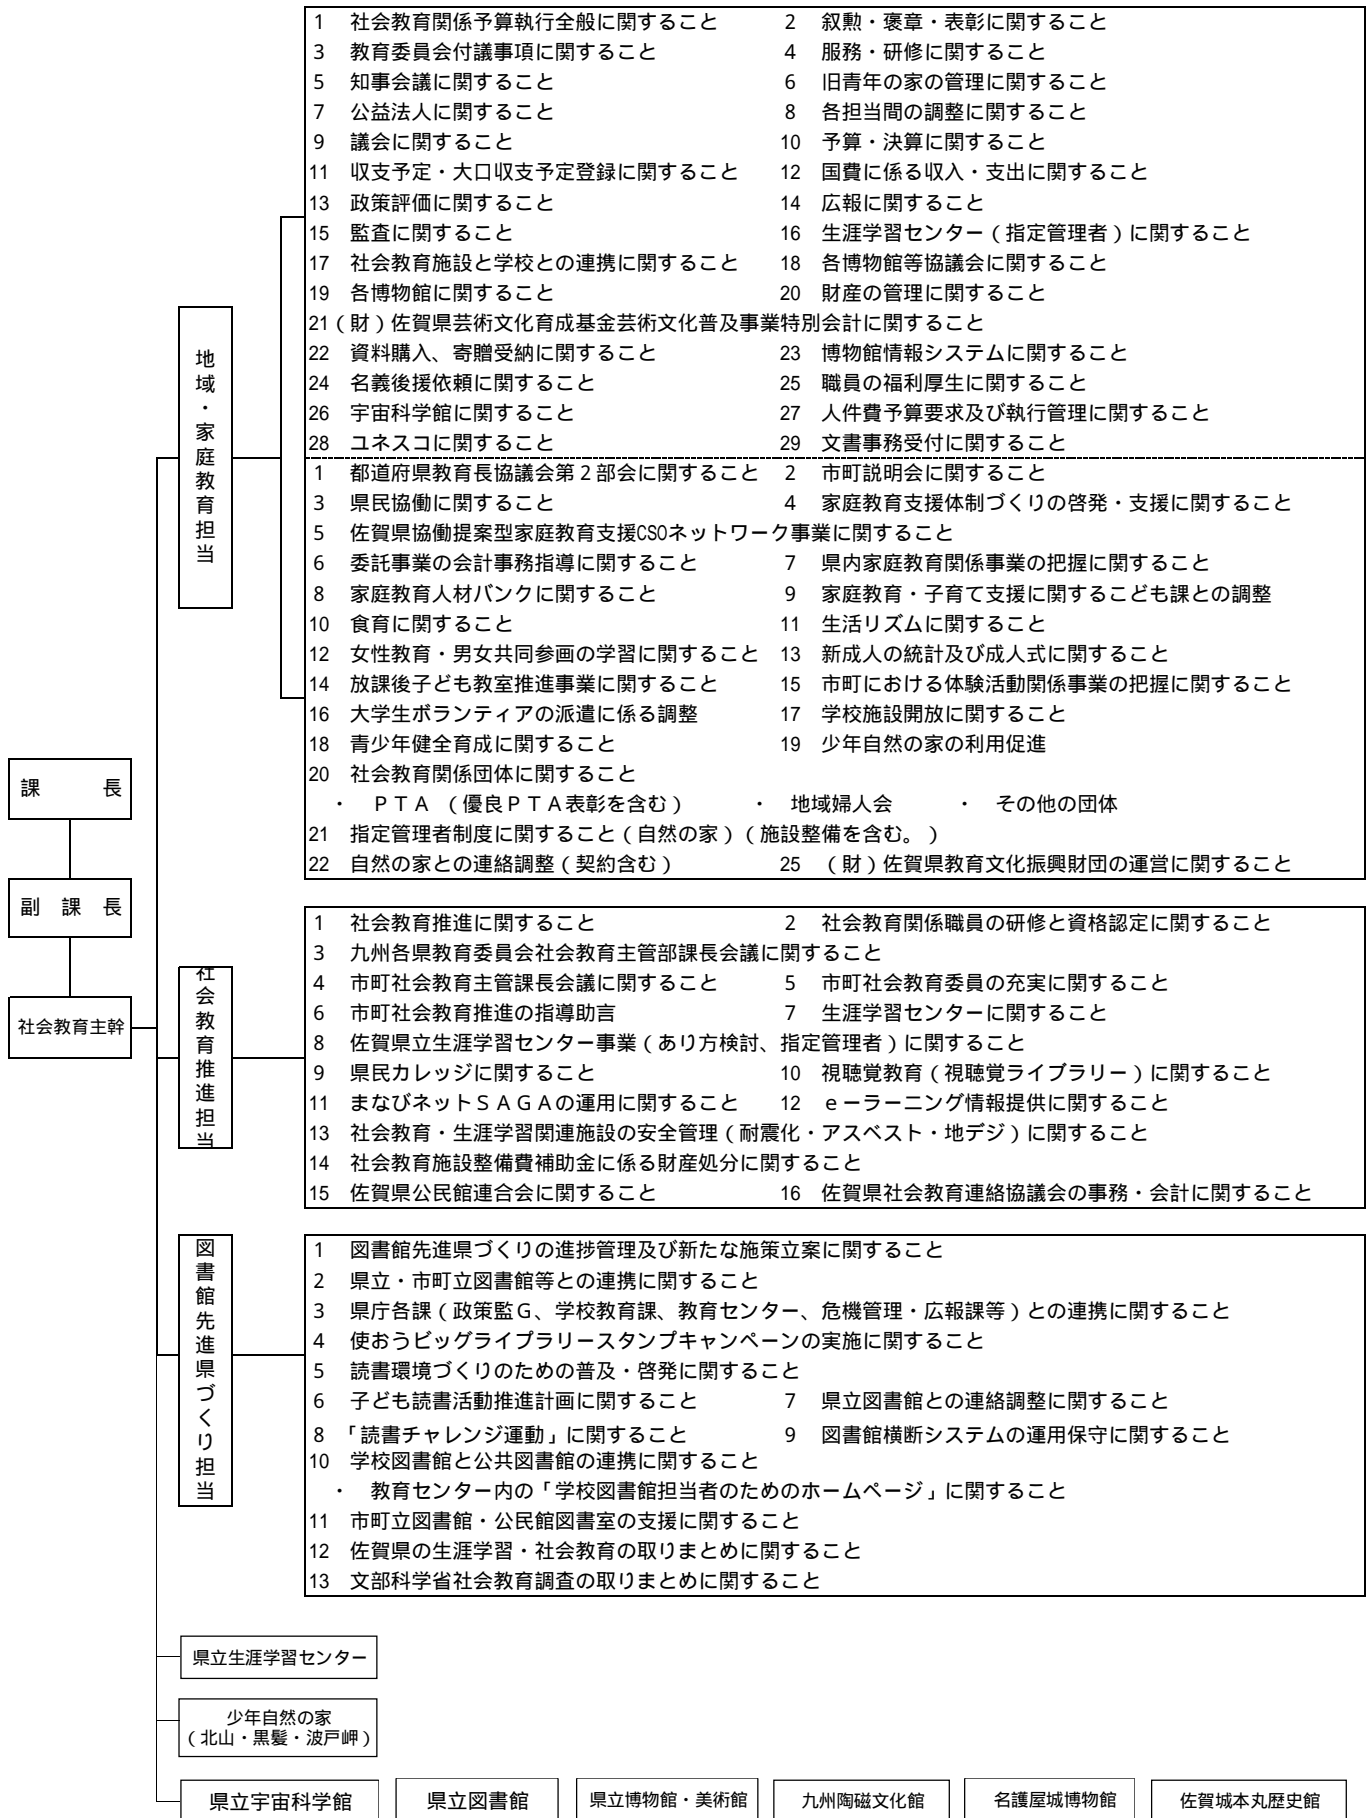 1 社会教育関係予算執行全般に関すること 2 叙勲・褒章・表彰に関すること
3 教育委員会付議事項に関すること 4 服務・研修に関すること
5 知事会議に関すること 6 旧青年の家の管理に関すること
7 公益法人に関すること 8 各担当間の調整に関すること
9 議会に関すること 10 予算・決算に関すること
11 収支予定・大口収支予定登録に関すること 12 国費に係る収入・支出に関すること
13 政策評価に関すること 14 広報に関すること
15 監査に関すること 16 生涯学習センター(指定管理者)に関すること
17 社会教育施設と学校との連携に関すること 18 各博物館等協議会に関すること
19 各博物館に関すること 20 財産の管理に関すること
21(財)佐賀県芸術文化育成基金芸術文化普及事業特別会計に関すること
22 資料購入、寄贈受納に関すること 23 博物館情報システムに関すること
24 名義後援依頼に関すること 25 職員の福利厚生に関すること
26 宇宙科学館に関すること 27 人件費予算要求及び執行管理に関すること
28 ユネスコに関すること 29 文書事務受付に関すること
地域・家庭教育担当
1 都道府県教育長協議会第2部会に関すること 2 市町説明会に関すること
3 県民協働に関すること 4 家庭教育支援体制づくりの啓発・支援に関すること
5 佐賀県協働提案型家庭教育支援CSOネットワーク事業に関すること
6 委託事業の会計事務指導に関すること 7 県内家庭教育関係事業の把握に関すること
8 家庭教育人材バンクに関すること 9 家庭教育・子育て支援に関するこども課との調整
10 食育に関すること 11 生活リズムに関すること
12 女性教育・男女共同参画の学習に関すること 13 新成人の統計及び成人式に関すること
14 放課後子ども教室推進事業に関すること 15 市町における体験活動関係事業の把握に関すること
16 大学生ボランティアの派遣に係る調整 17 学校施設開放に関すること
18 青少年健全育成に関すること 19 少年自然の家の利用促進
20 社会教育関係団体に関すること
・ PTA (優良PTA表彰を含む) ・ 地域婦人会 ・ その他の団体
21 指定管理者制度に関すること(自然の家)(施設整備を含む。)
22 自然の家との連絡調整(契約含む) 25 (財)佐賀県教育文化振興財団の運営に関すること
課 長
副 課 長
社会教育主幹
社会教育推進担当
1 社会教育推進に関すること 2 社会教育関係職員の研修と資格認定に関すること
3 九州各県教育委員会社会教育主管部課長会議に関すること
4 市町社会教育主管課長会議に関すること 5 市町社会教育委員の充実に関すること
6 市町社会教育推進の指導助言 7 生涯学習センターに関すること
8 佐賀県立生涯学習センター事業(あり方検討、指定管理者)に関すること
9 県民カレッジに関すること 10 視聴覚教育(視聴覚ライブラリー)に関すること
11 まなびネットSAGAの運用に関すること 12 eーラーニング情報提供に関すること
13 社会教育・生涯学習関連施設の安全管理(耐震化・アスベスト・地デジ)に関すること
14 社会教育施設整備費補助金に係る財産処分に関すること
15 佐賀県公民館連合会に関すること 16 佐賀県社会教育連絡協議会の事務・会計に関すること
図書館先進県づくり担当
1 図書館先進県づくりの進捗管理及び新たな施策立案に関すること
2 県立・市町立図書館等との連携に関すること
3 県庁各課(政策監G、学校教育課、教育センター、危機管理・広報課等)との連携に関すること
4 使おうビッグライブラリースタンプキャンペーンの実施に関すること
5 読書環境づくりのための普及・啓発に関すること
6 子ども読書活動推進計画に関すること 7 県立図書館との連絡調整に関すること
8 「読書チャレンジ運動」に関すること 9 図書館横断システムの運用保守に関すること
10 学校図書館と公共図書館の連携に関すること
・ 教育センター内の「学校図書館担当者のためのホームページ」に関すること
11 市町立図書館・公民館図書室の支援に関すること
12 佐賀県の生涯学習・社会教育の取りまとめに関すること
13 文部科学省社会教育調査の取りまとめに関すること
県立生涯学習センター
少年自然の家
(北山・黒髪・波戸岬)
県立宇宙科学館 県立図書館 県立博物館・美術館 九州陶磁文化館 名護屋城博物館 佐賀城本丸歴史館